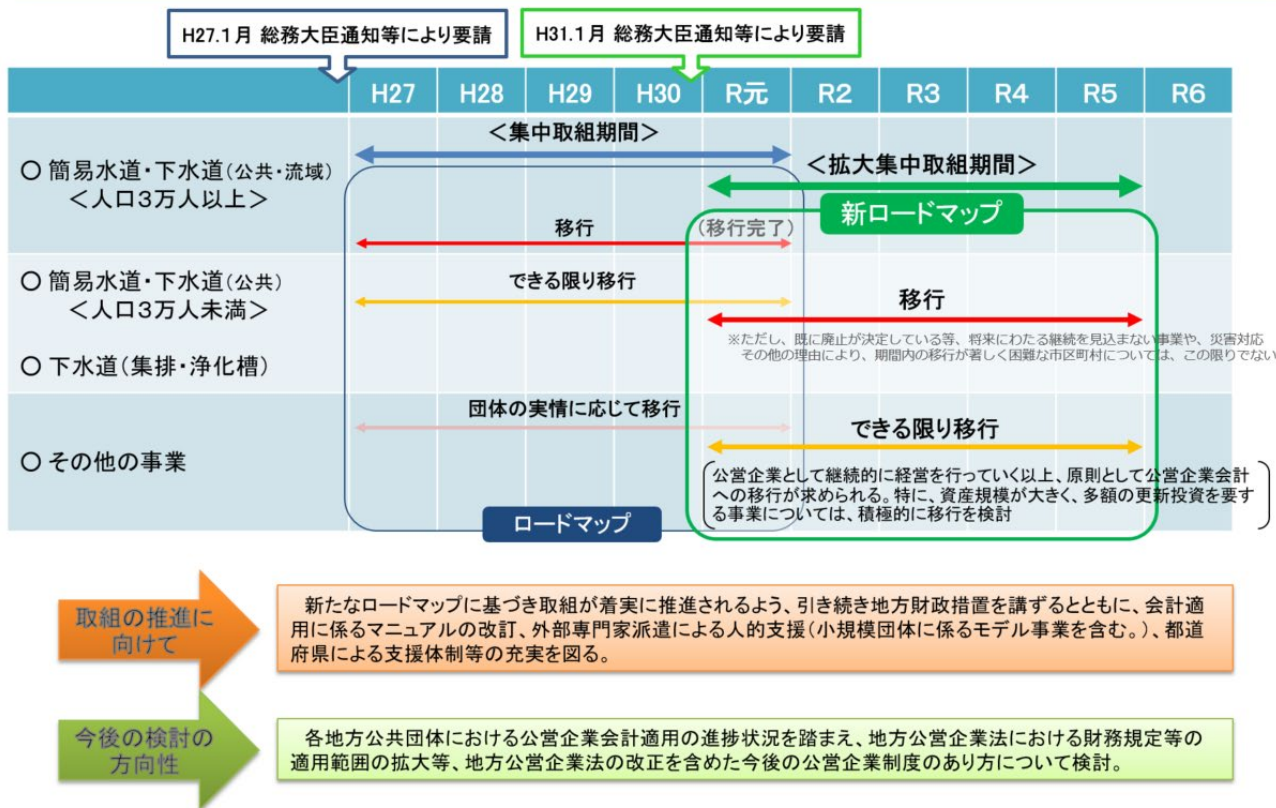 H27.1月 総務大臣通知等により要請
H31.1月 総務大臣通知等により要請
H27 H28 H29 H30 R元 R2 R3 R4 R5 R6
＜集中取組期間＞
＜拡大集中取組期間＞
新ロードマップ
○ 簡易水道・下水道(公共・流域)
＜人口3万人以上＞
移行
(移行完了)
○ 簡易水道・下水道(公共)
＜人口3万人未満＞
できる限り移行
移行
※ただし、既に廃止が決定している等、将来にわたる継続を見込まない事業や、災害対応
その他の理由により、期間内の移行が著しく困難な市区町村については、この限りでない
○ 下水道(集排・浄化槽)
団体の実情に応じて移行
できる限り移行
○ その他の事業
公営企業として継続的に経営を行っていく以上、原則として公営企業会計
への移行が求められる。特に、資産規模が大きく、多額の更新投資を要す
る事業については、積極的に移行を検討
ロードマップ
取組の推進に
向けて
新たなロードマップに基づき取組が着実に推進されるよう、引き続き地方財政措置を講ずるとともに、会計適
用に係るマニュアルの改訂、外部専門家派遣による人的支援(小規模団体に係るモデル事業を含む。)、都道
府県による支援体制等の充実を図る。
今後の検討の
方向性
各地方公共団体における公営企業会計適用の進捗状況を踏まえ、地方公営企業法における財務規定等の
適用範囲の拡大等、地方公営企業法の改正を含めた今後の公営企業制度のあり方について検討。